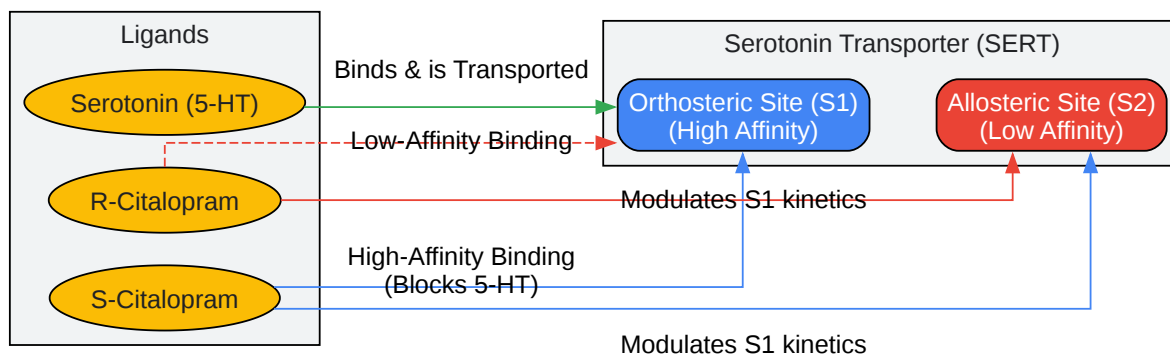 Ligands
Serotonin Transporter (SERT)
Binds & is Transported
Serotonin (5-HT)
Orthosteric Site (S1)
(High Affinity)
Allosteric Site (S2)
(Low Affinity)
Low-Affinity Binding
R-Citalopram
Modulates S1 kinetics
High-Affinity Binding
(Blocks 5-HT)
S-Citalopram
Modulates S1 kinetics